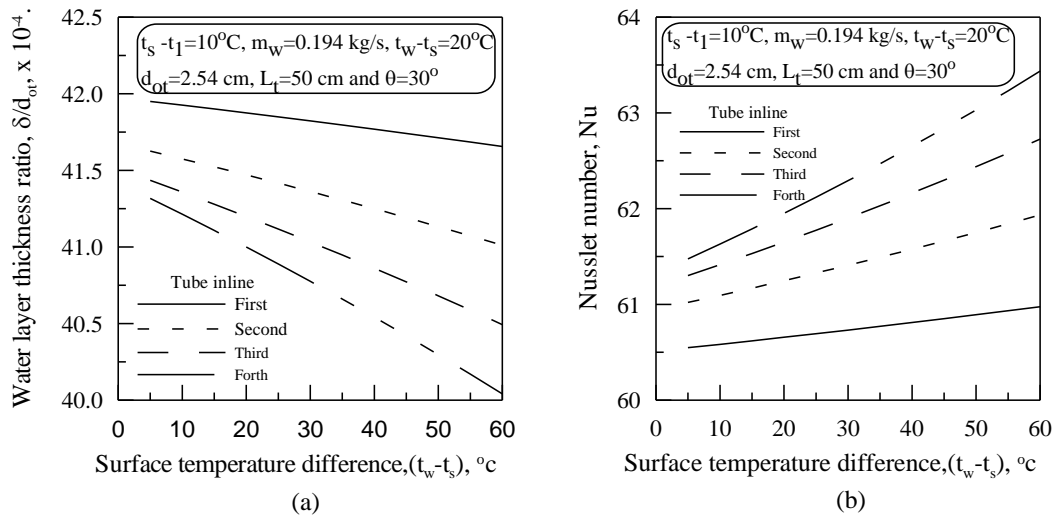 Water layer thickness ratio, δ/d_ot, x 10^-4.
t_s -t_1=10°C, m_w=0.194 kg/s, t_w-t_s=20°C
d_ot=2.54 cm, L_t=50 cm and θ=30°
42.5
42.0
41.5
41.0
40.5
40.0
Tube inline
First
Second
Third
Forth
0 10 20 30 40 50 60
Surface temperature difference,(t_w-t_s), °c
(a)
Nusslet number, Nu
t_s -t_1=10°C, m_w=0.194 kg/s, t_w-t_s=20°C
d_ot=2.54 cm, L_t=50 cm and θ=30°
64
63
62
61
60
Tube inline
First
Second
Third
Forth
0 10 20 30 40 50 60
Surface temperature difference,(t_w-t_s), °c
(b)